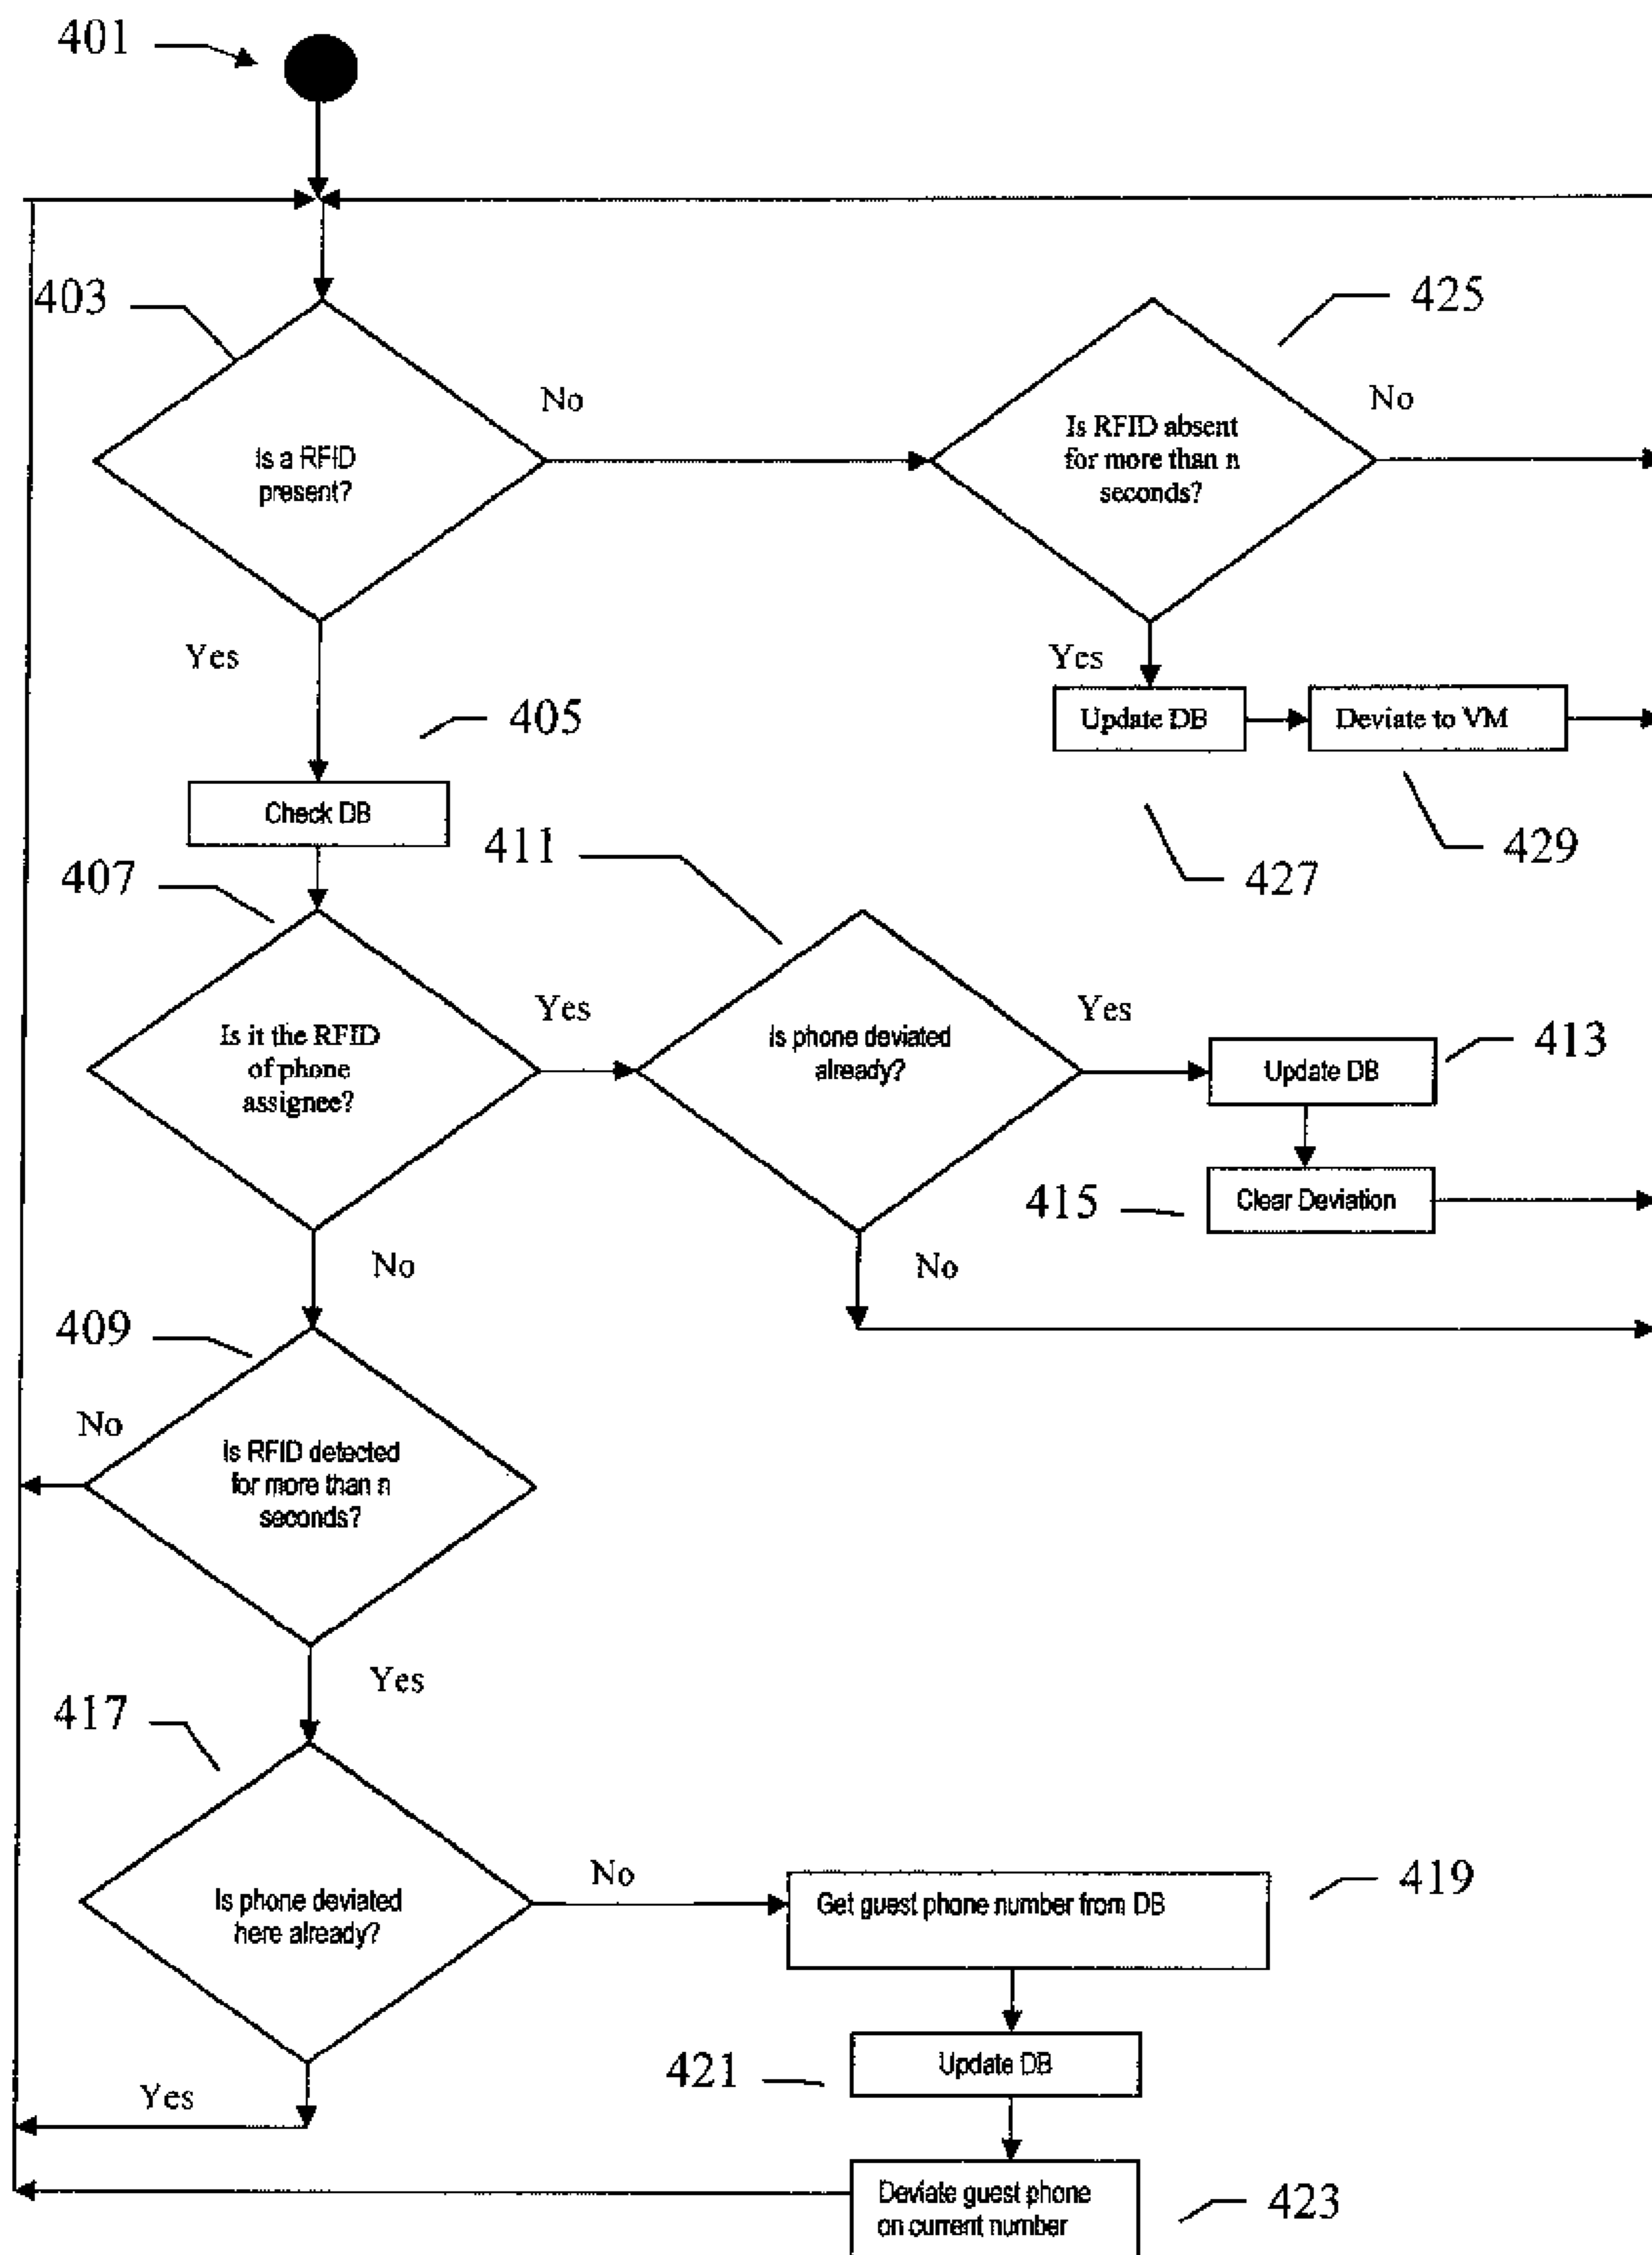 401
403
425
No
No
Is a RFID
present?
Is RFID absent
for more than n
seconds?
Yes
Yes
405
Update DB
Deviate to VM
Check DB
411
429
407
427
Yes
Yes
Is it the RFID
of phone
assignee?
Is phone deviated
already?
413
Update DB
415
Clear Deviation
No
No
409
No
Is RFID detected
for more than n
seconds?
Yes
417
No
419
Get guest phone number from DB
Is phone deviated
here already?
421
Update DB
Yes
Deviate guest phone
on current number
423